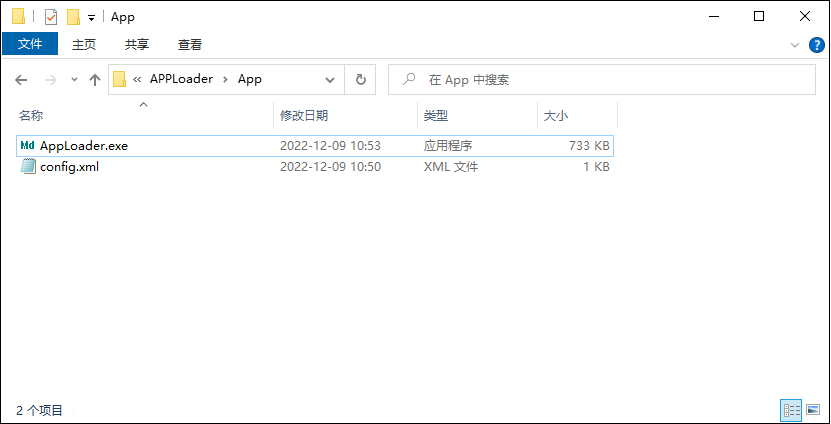 App
文件 主页 共享 查看
« APPLoader › App 在 App 中搜索
名称 修改日期 类型 大小
Md AppLoader.exe 2022-12-09 10:53 应用程序 733 KB
config.xml 2022-12-09 10:50 XML 文件 1 KB
2 个项目